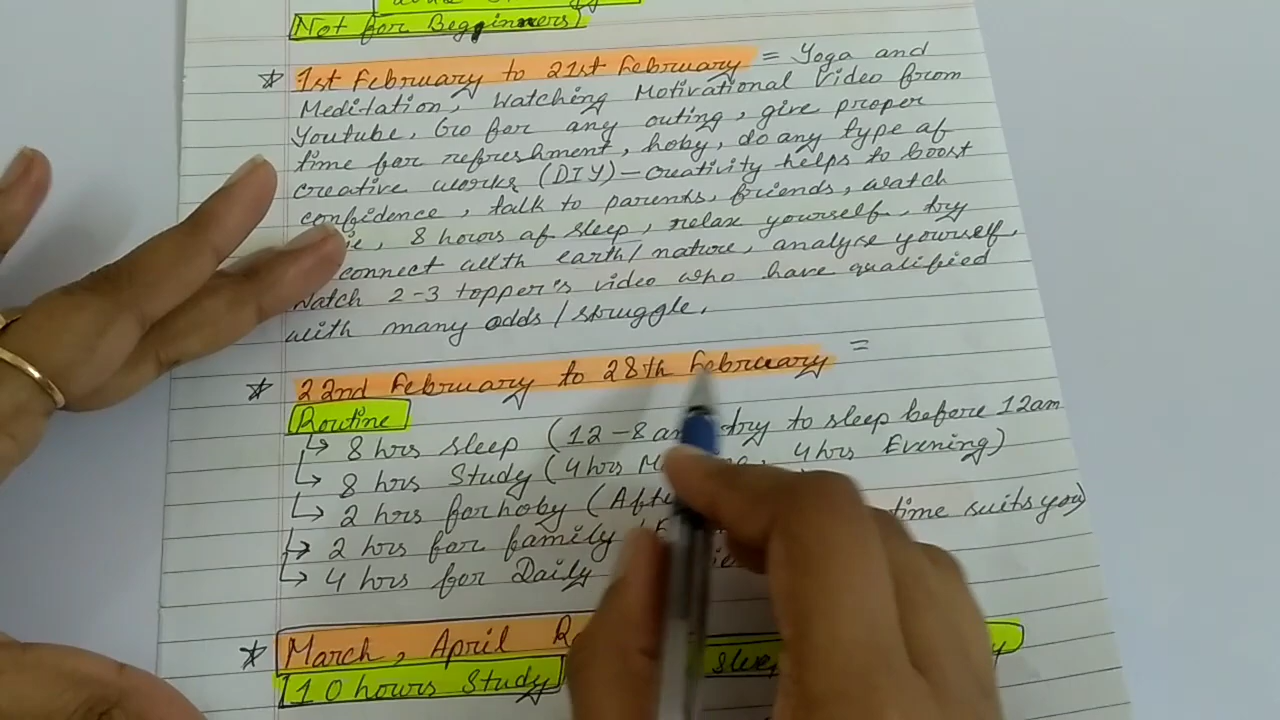 Not for Begginners
☆ 1st February to 21st February = Yoga and
Meditation, Watching Motivational Video from
Youtube, Go for any outing, give proper
time for refreshment, hoby, do any type of
creative works (DIY) - creativity helps to boost
confidence, talk to parents, friends, watch
8 hours of sleep, relax yourself, try
connect with earth/nature, analyse yourself,
Watch 2-3 topper's video who have qualified
with many odds/struggle.
☆ 22nd February to 28th February =
Routine
↳ 8 hrs sleep (12-8 am try to sleep before 12am
↳ 8 hrs Study (4 hrs 4 hrs Evening)
↳ 2 hrs for hoby ( time suits you)
↳ 2 hrs for family
↳ 4 hrs for Daily
☆ March, April
10 hours Study